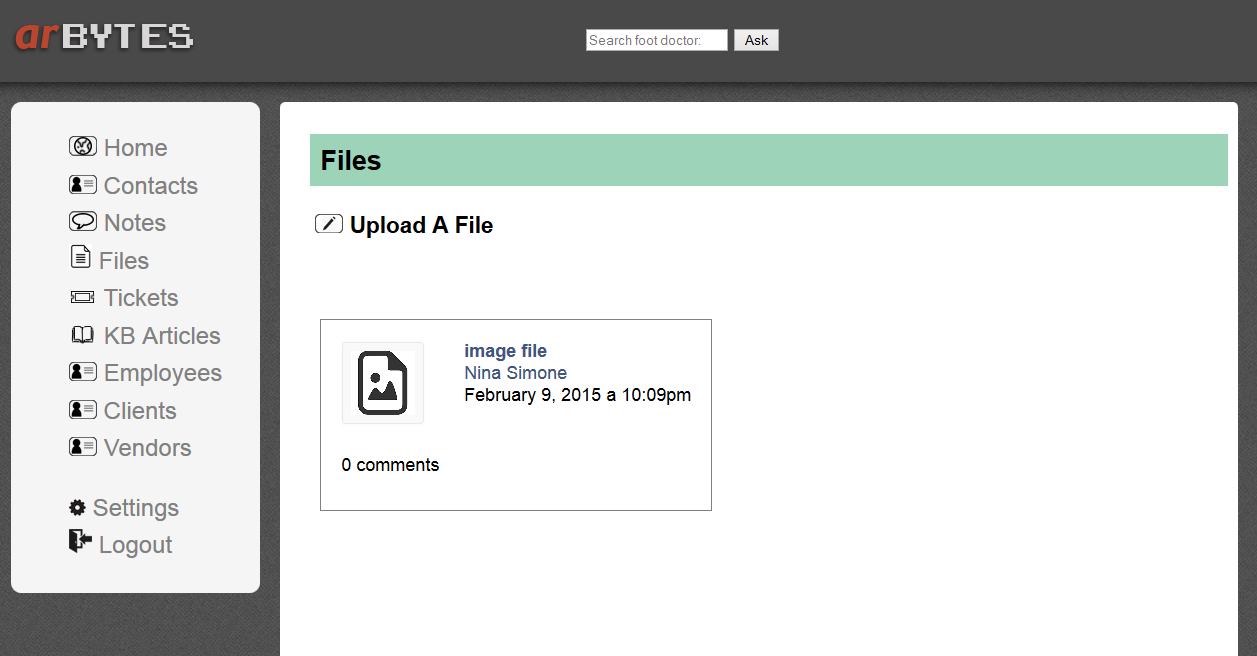 arBYTES
Search foot doctor:
Ask
Home
Contacts
Notes
Files
Tickets
KB Articles
Employees
Clients
Vendors
Settings
Logout
Files
Upload A File
image file
Nina Simone
February 9, 2015 a 10:09pm
0 comments